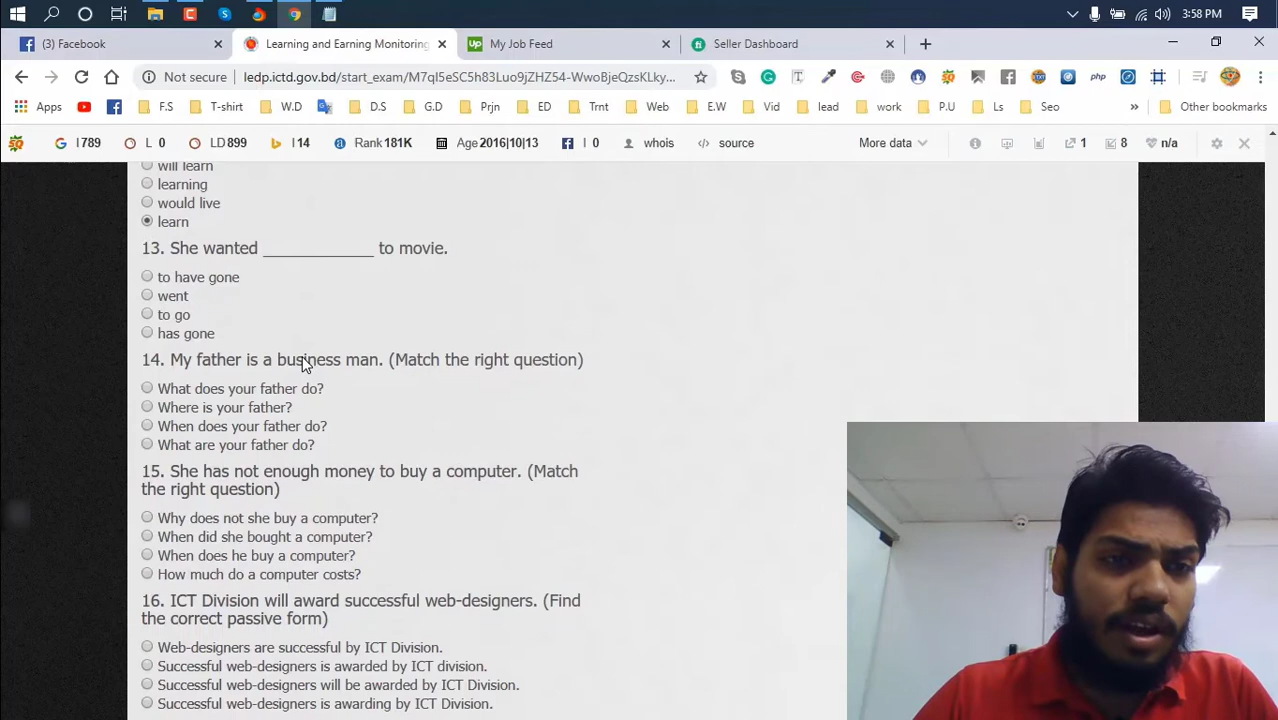 3:58 PM
(3) Facebook
Learning and Earning Monitoring
My Job Feed
Seller Dashboard
Not secure
ledp.ictd.gov.bd/start_exam/M7qI5eSC5h83Luo9jZHZ54-WwoBjeQzsKLky...
Apps F.S T-shirt W.D D.S G.D Prjn ED Trnt Web E.W Vid lead work P.U Ls Seo » Other bookmarks
I 789 L 0 LD 899 I 14 Rank 181K Age 2016|10|13 I 0 whois source More data 1 8 n/a
will learn
learning
would live
learn
13. She wanted _____________ to movie.
to have gone
went
to go
has gone
14. My father is a business man. (Match the right question)
What does your father do?
Where is your father?
When does your father do?
What are your father do?
15. She has not enough money to buy a computer. (Match
the right question)
Why does not she buy a computer?
When did she bought a computer?
When does he buy a computer?
How much do a computer costs?
16. ICT Division will award successful web-designers. (Find
the correct passive form)
Web-designers are successful by ICT Division.
Successful web-designers is awarded by ICT division.
Successful web-designers will be awarded by ICT Division.
Successful web-designers is awarding by ICT Division.